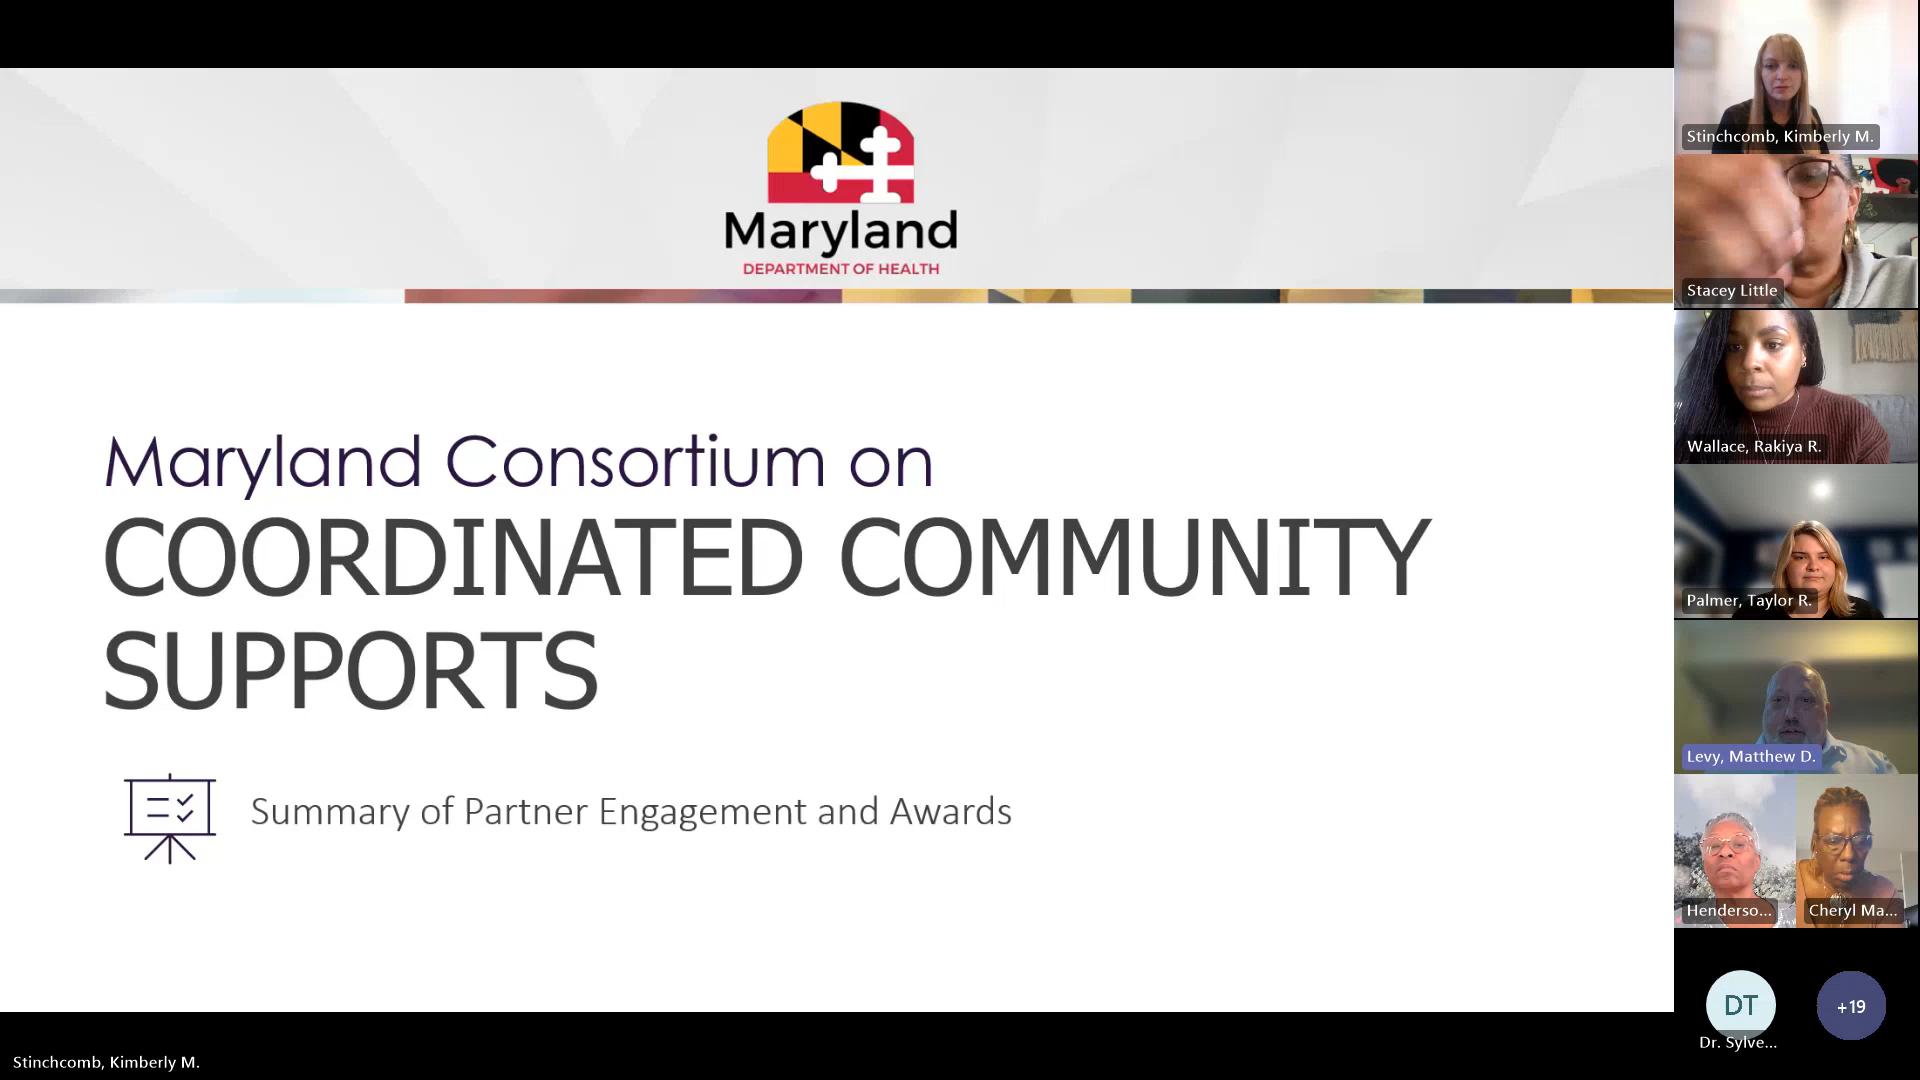 Maryland
DEPARTMENT OF HEALTH
Maryland Consortium on
COORDINATED COMMUNITY
SUPPORTS
Summary of Partner Engagement and Awards
Stinchcomb, Kimberly M.
Stinchcomb, Kimberly M.
Stacey Little
Wallace, Rakiya R.
Palmer, Taylor R.
Levy, Matthew D.
Henderso...
Cheryl Ma...
DT
+19
Dr. Sylve...